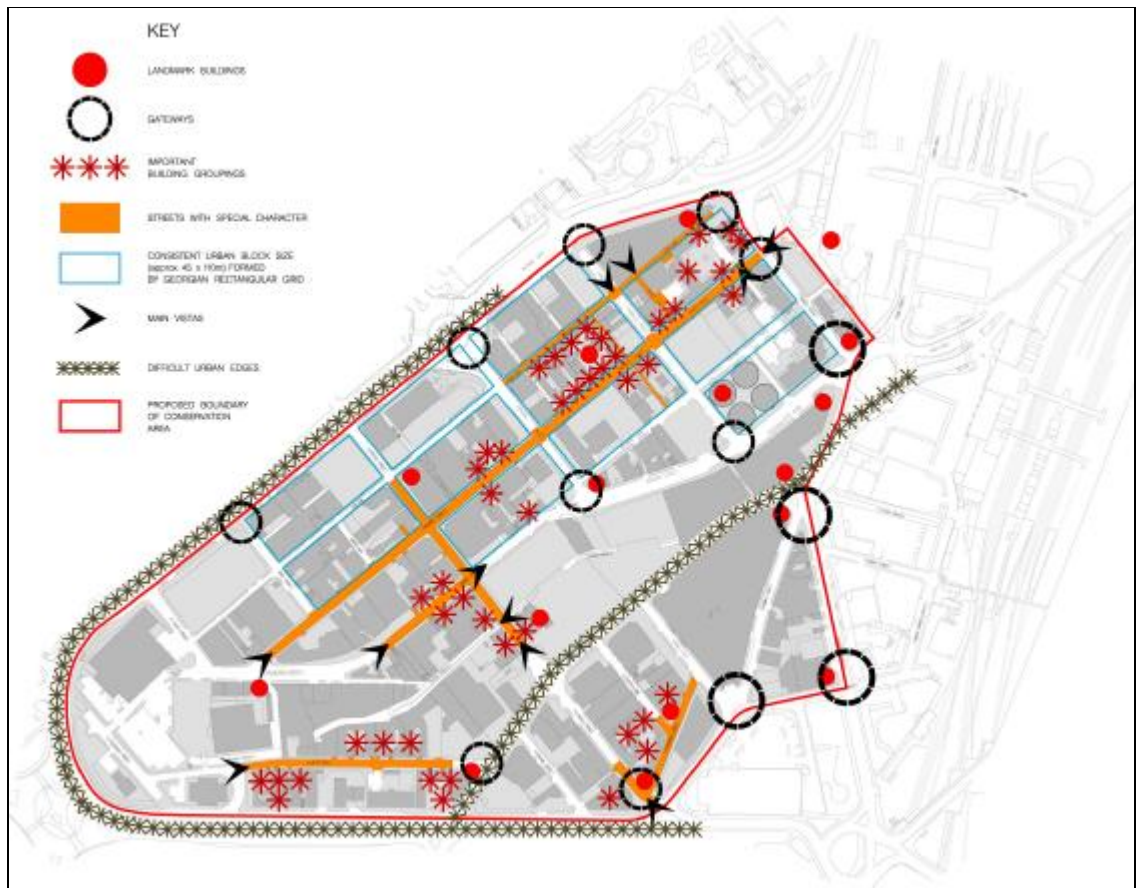 KEY
LANDMARK BUILDINGS
GATEWAYS
IMPORTANT
BUILDING GROUPINGS
STREETS WITH SPECIAL CHARACTER
CONSISTENT URBAN BLOCK SIZE
(approx. 45 x 110m) FORMED
BY GEORGIAN RECTANGULAR GRID
MAIN VISTAS
DIFFICULT URBAN EDGES
PROPOSED BOUNDARY
OF CONSERVATION
AREA